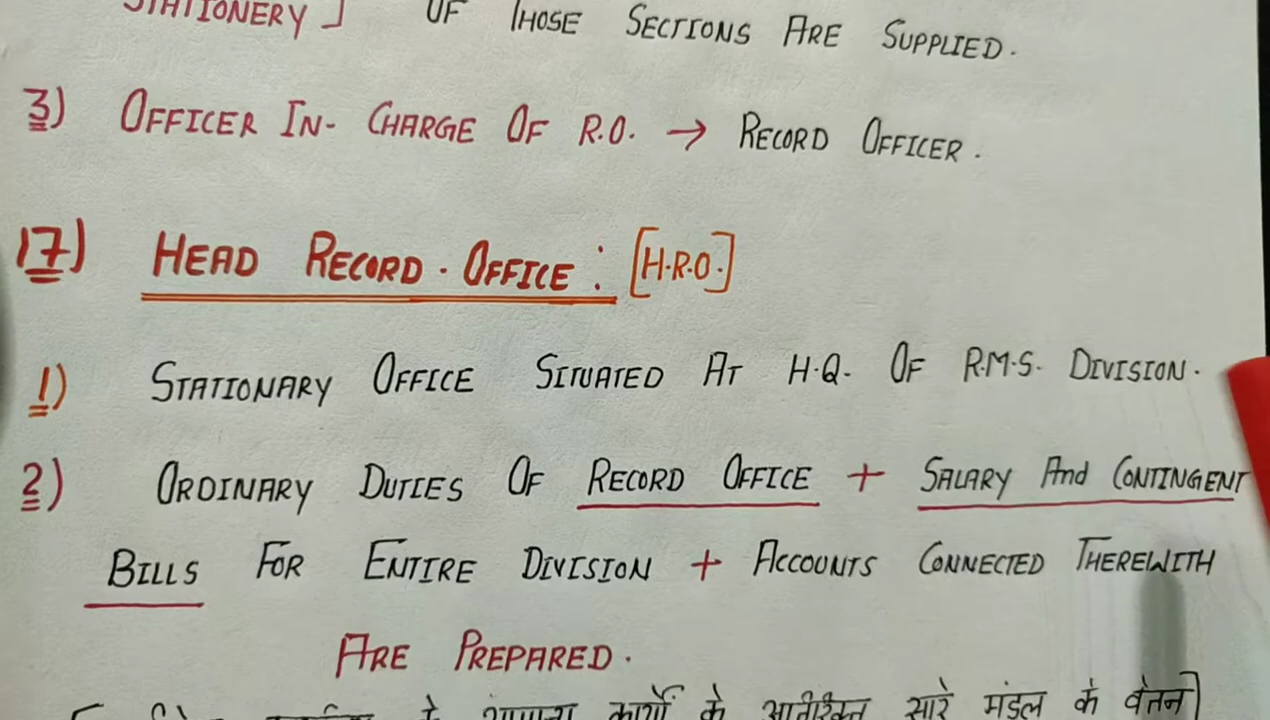 STATIONERY] OF THOSE SECTIONS ARE SUPPLIED.
3) OFFICER IN-CHARGE OF R.O. → RECORD OFFICER.
17) HEAD RECORD.OFFICE: [H.R.O.]
1) STATIONARY OFFICE SITUATED AT H.Q. OF R.M.S. DIVISION.
2) ORDINARY DUTIES OF RECORD OFFICE + SALARY And CONTINGENT
BILLS FOR ENTIRE DIVISION + ACCOUNTS CONNECTED THEREWITH
ARE PREPARED.
कार्यों के अतिरिक्त सारे मंडल के वेतन